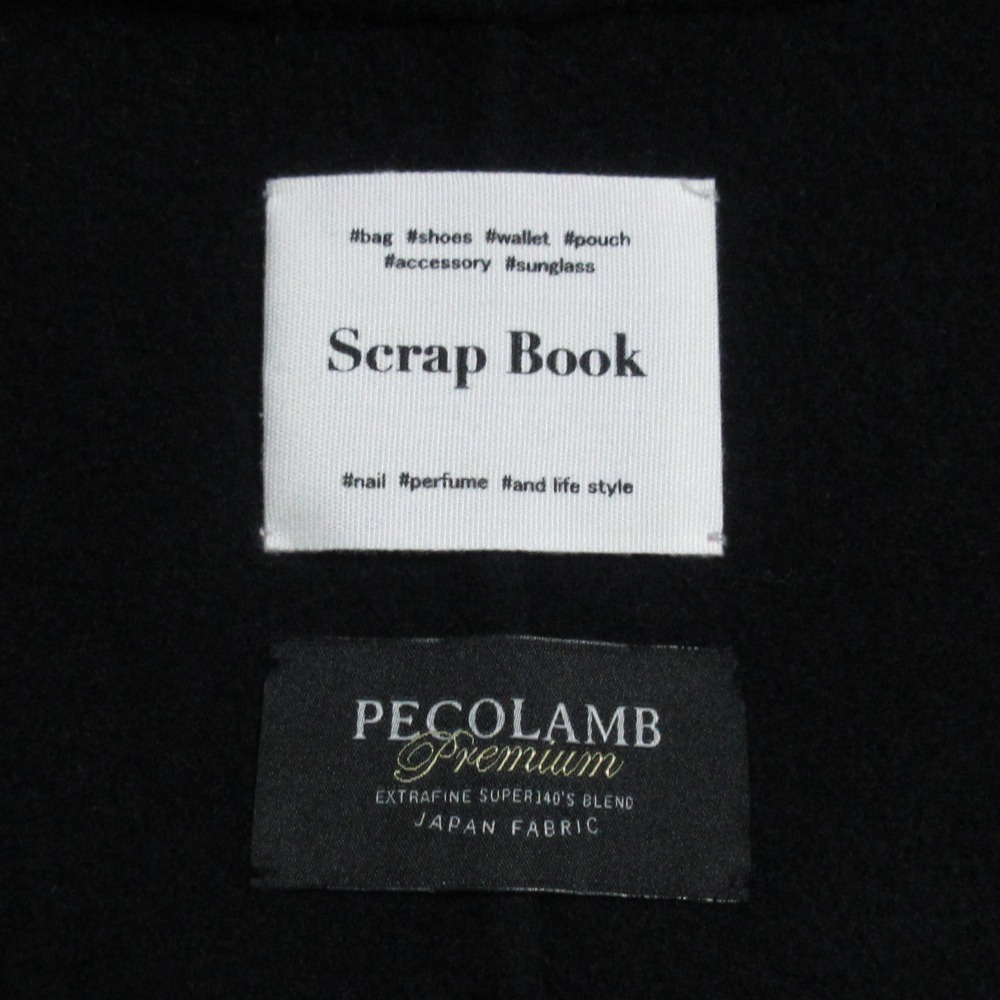 #bag #shoes #wallet #pouch
#accessory #sunglass
Scrap Book
#nail #perfume #and life style
PECOLAMB
Premium
EXTRAFINE SUPER140'S BLEND
JAPAN FABRIC